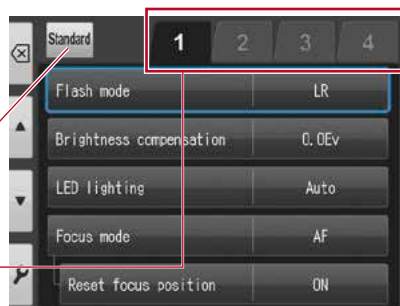 Standard 1 2 3 4
Flash mode LR
Brightness compensation 0.0Ev
LED lighting Auto
Focus mode AF
Reset focus position ON